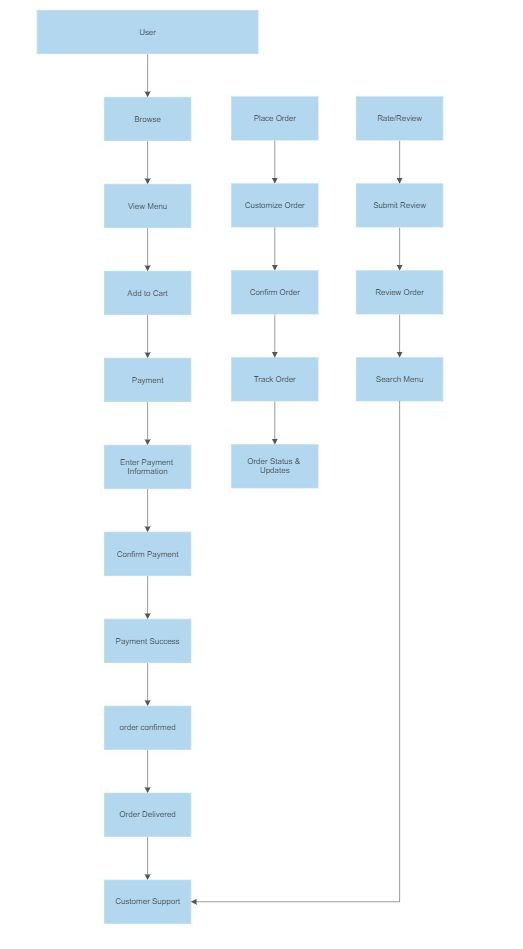 User
Browse
Place Order
Rate/Review
View Menu
Customize Order
Submit Review
Add to Cart
Confirm Order
Review Order
Payment
Track Order
Search Menu
Enter Payment
Information
Order Status &
Updates
Confirm Payment
Payment Success
order confirmed
Order Delivered
Customer Support